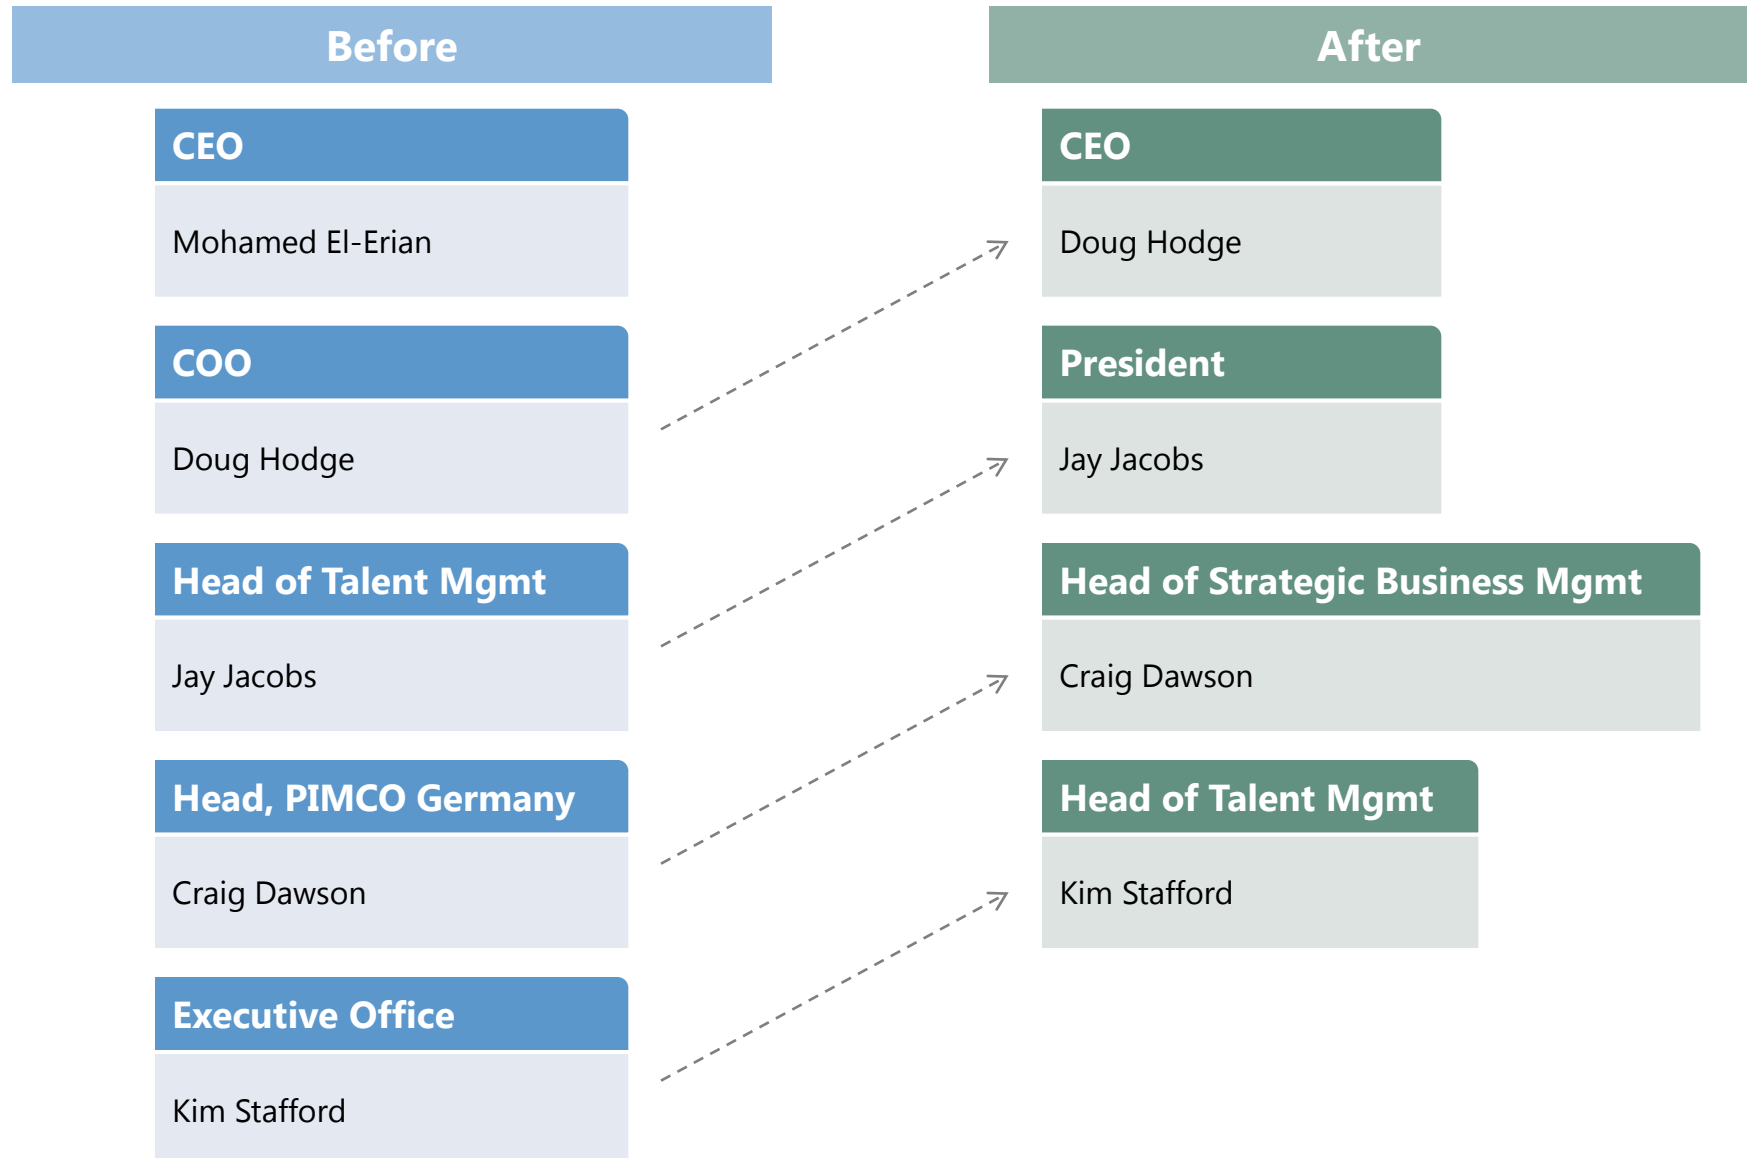 Before
CEO
Mohamed El-Erian
COO
Doug Hodge
Head of Talent Mgmt
Jay Jacobs
Head, PIMCO Germany
Craig Dawson
Executive Office
Kim Stafford
After
CEO
Doug Hodge
President
Jay Jacobs
Head of Strategic Business Mgmt
Craig Dawson
Head of Talent Mgmt
Kim Stafford